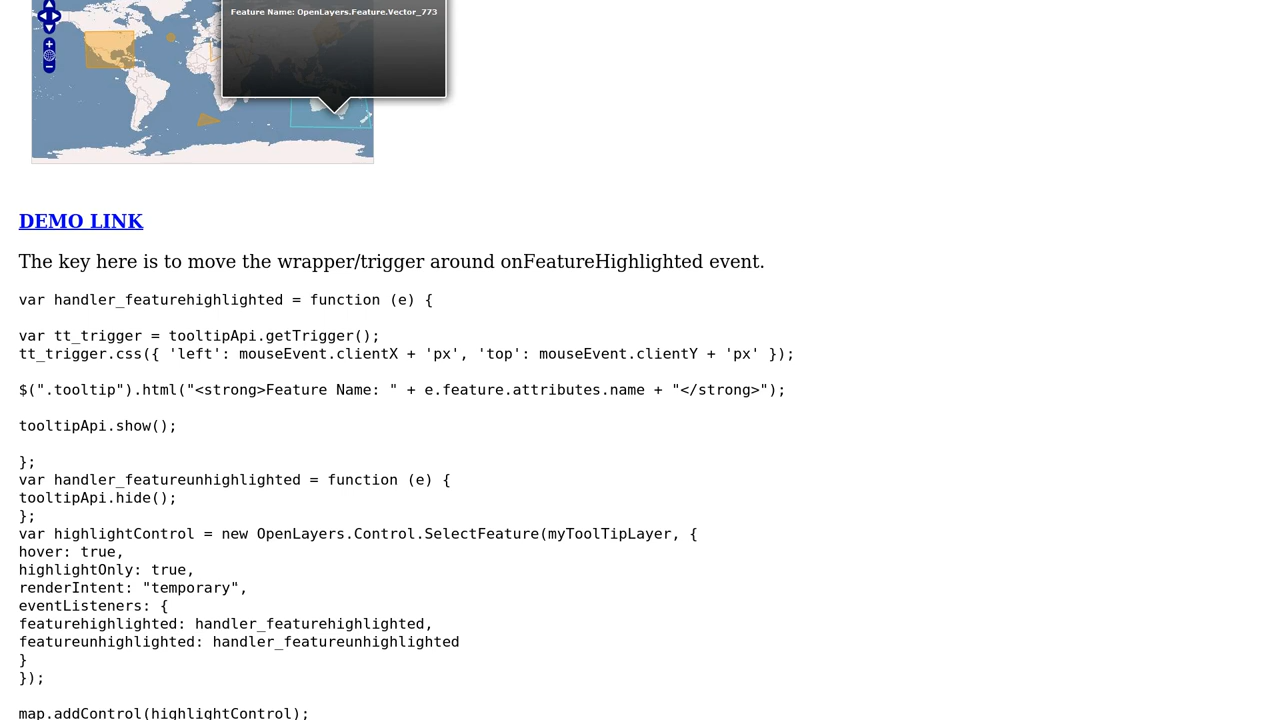 Feature Name: OpenLayers.Feature.Vector_773
DEMO LINK
The key here is to move the wrapper/trigger around onFeatureHighlighted event.
var handler_featurehighlighted = function (e) {
var tt_trigger = tooltipApi.getTrigger();
tt_trigger.css({ 'left': mouseEvent.clientX + 'px', 'top': mouseEvent.clientY + 'px' });
$(".tooltip").html("<strong>Feature Name: " + e.feature.attributes.name + "</strong>");
tooltipApi.show();
};
var handler_featureunhighlighted = function (e) {
tooltipApi.hide();
};
var highlightControl = new OpenLayers.Control.SelectFeature(myToolTipLayer, {
hover: true,
highlightOnly: true,
renderIntent: "temporary",
eventListeners: {
featurehighlighted: handler_featurehighlighted,
featureunhighlighted: handler_featureunhighlighted
}
});
map.addControl(highlightControl);